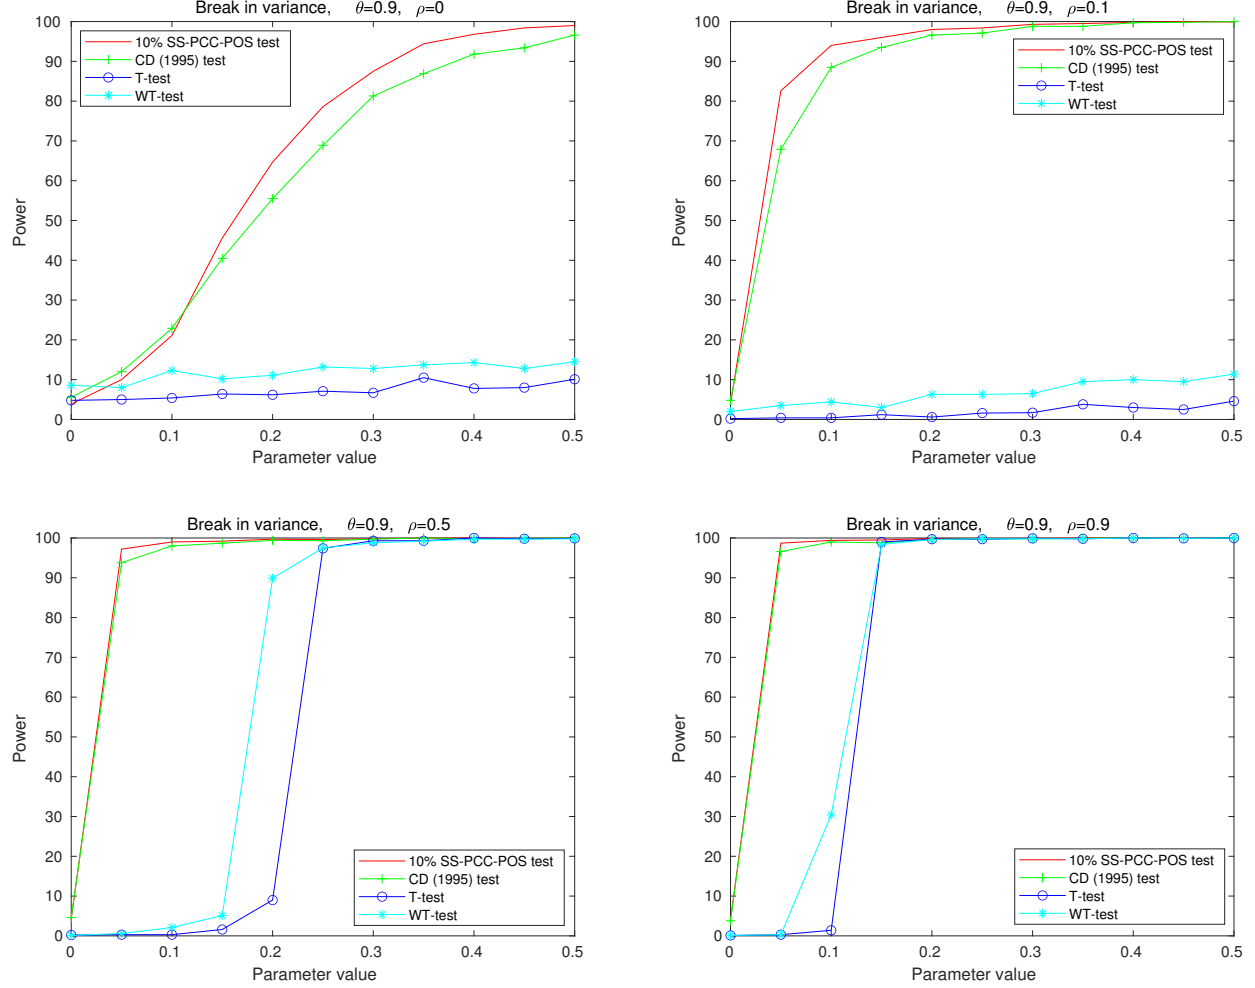 Break in variance, θ=0.9, ρ=0
100
90
80
70
60
50
40
30
20
10
0
Power
10% SS-PCC-POS test
CD (1995) test
T-test
WT-test
0 0.1 0.2 0.3 0.4 0.5
Parameter value
Break in variance, θ=0.9, ρ=0.1
100
90
80
70
60
50
40
30
20
10
0
Power
10% SS-PCC-POS test
CD (1995) test
T-test
WT-test
0 0.1 0.2 0.3 0.4 0.5
Parameter value
Break in variance, θ=0.9, ρ=0.5
100
90
80
70
60
50
40
30
20
10
0
Power
10% SS-PCC-POS test
CD (1995) test
T-test
WT-test
0 0.1 0.2 0.3 0.4 0.5
Parameter value
Break in variance, θ=0.9, ρ=0.9
100
90
80
70
60
50
40
30
20
10
0
Power
10% SS-PCC-POS test
CD (1995) test
T-test
WT-test
0 0.1 0.2 0.3 0.4 0.5
Parameter value